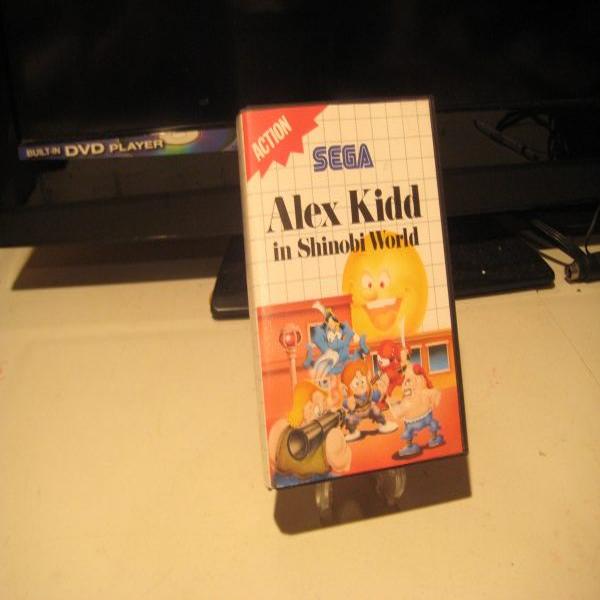 BUILT-IN DVD PLAYER
ACTION
SEGA
Alex Kidd
in Shinobi World